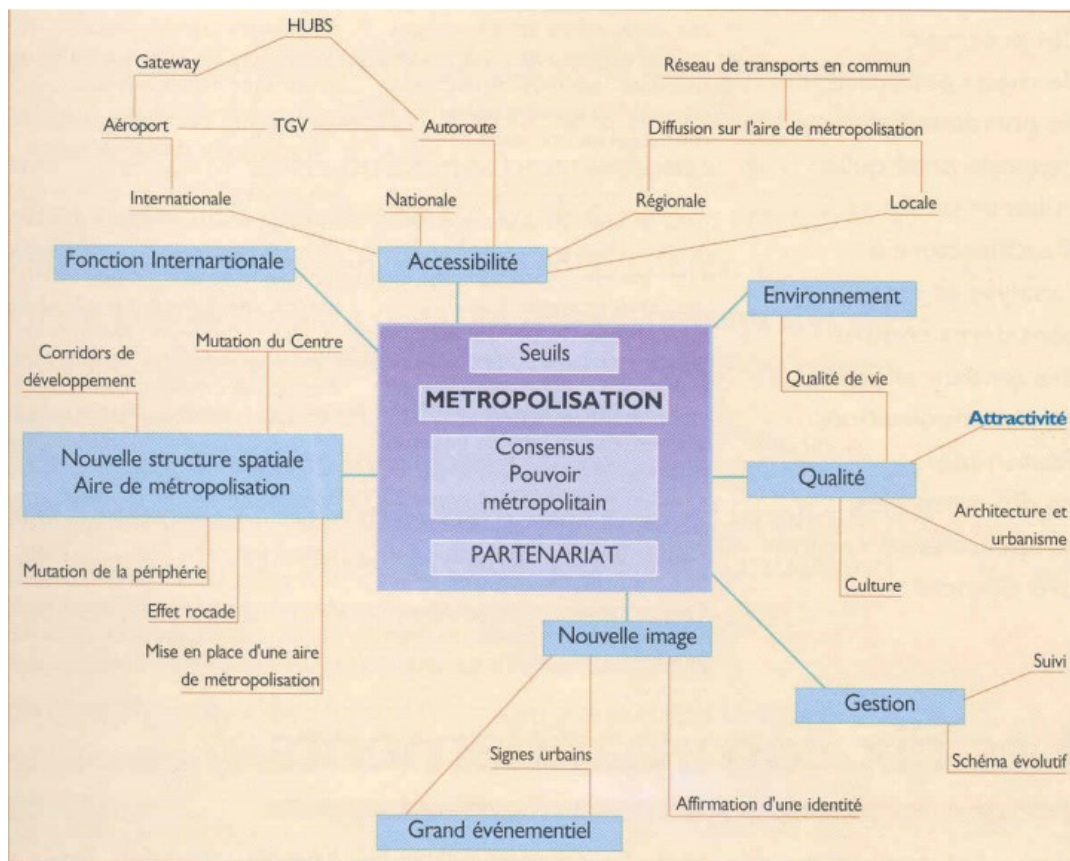 HUBS
Gateway
Réseau de transports en commun
Aéroport
TGV
Autoroute
Diffusion sur l'aire de métropolisation
Internationale
Nationale
Régionale
Locale
Fonction Internartionale
Accessibilité
Environnement
Mutation du Centre
Corridors de
développement
Seuils
METROPOLISATION
Consensus
Pouvoir
métropolitain
PARTENARIAT
Qualité de vie
Attractivité
Nouvelle structure spatiale
Aire de métropolisation
Qualité
Architecture et
urbanisme
Culture
Mutation de la périphérie
Effet rocade
Mise en place d'une aire
de métropolisation
Nouvelle image
Suivi
Gestion
Schéma évolutif
Signes urbains
Affirmation d'une identité
Grand événementiel